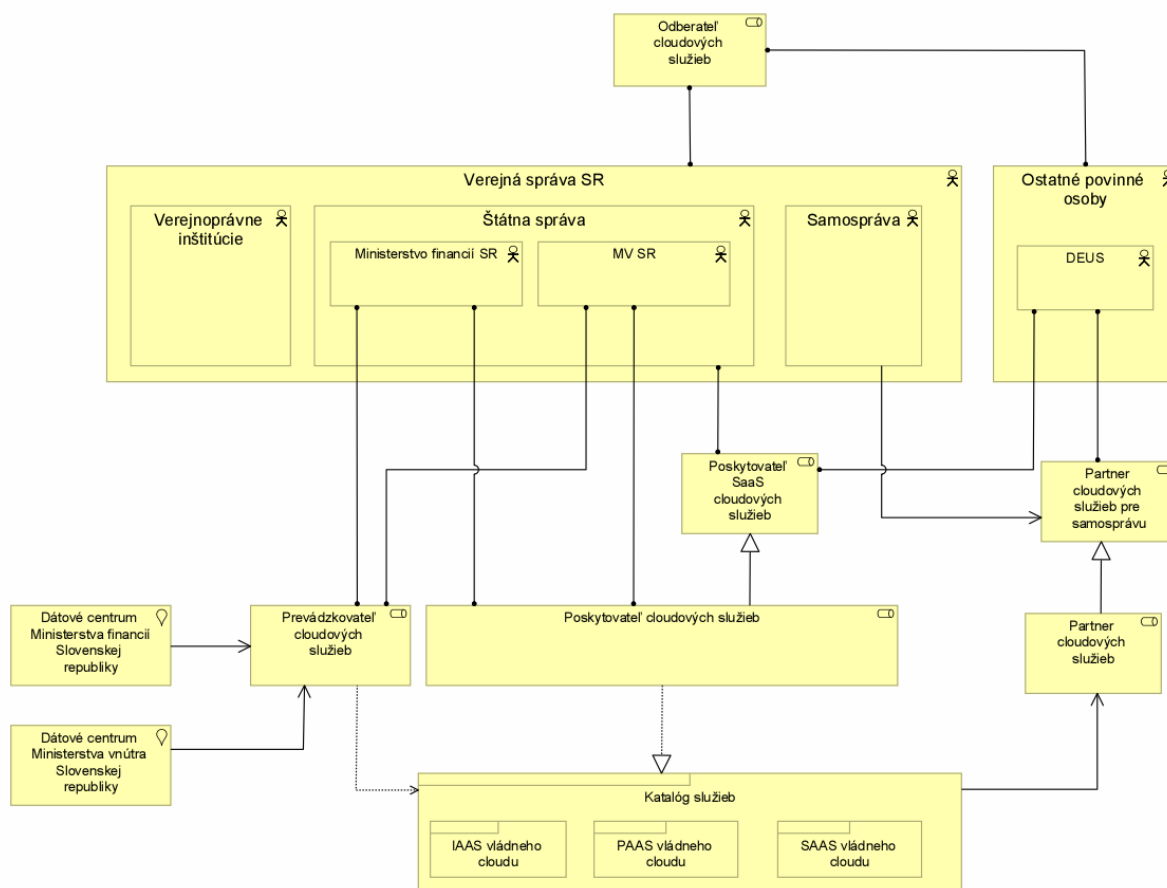 Odberateľ
cloudových
služieb
Verejná správa SR
Ostatné povinné
osoby
Verejnoprávne
inštitúcie
Štátna správa
Samospráva
Ministerstvo financií SR
MV SR
DEUS
Poskytovateľ
SaaS
cloudových
služieb
Partner
cloudových
služieb pre
samosprávu
Dátové centrum
Ministerstva financií
Slovenskej
republiky
Prevádzkovateľ
cloudových
služieb
Poskytovateľ cloudových služieb
Partner
cloudových
služieb
Dátové centrum
Ministerstva vnútra
Slovenskej
republiky
Katalóg služieb
IAAS vládneho
cloudu
PAAS vládneho
cloudu
SAAS vládneho
cloudu